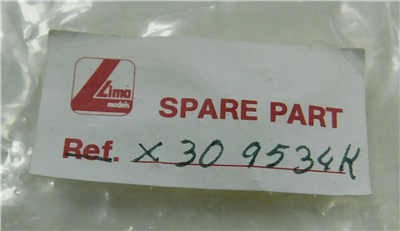 Lima
models
SPARE PART
Ref. X 30 9534K